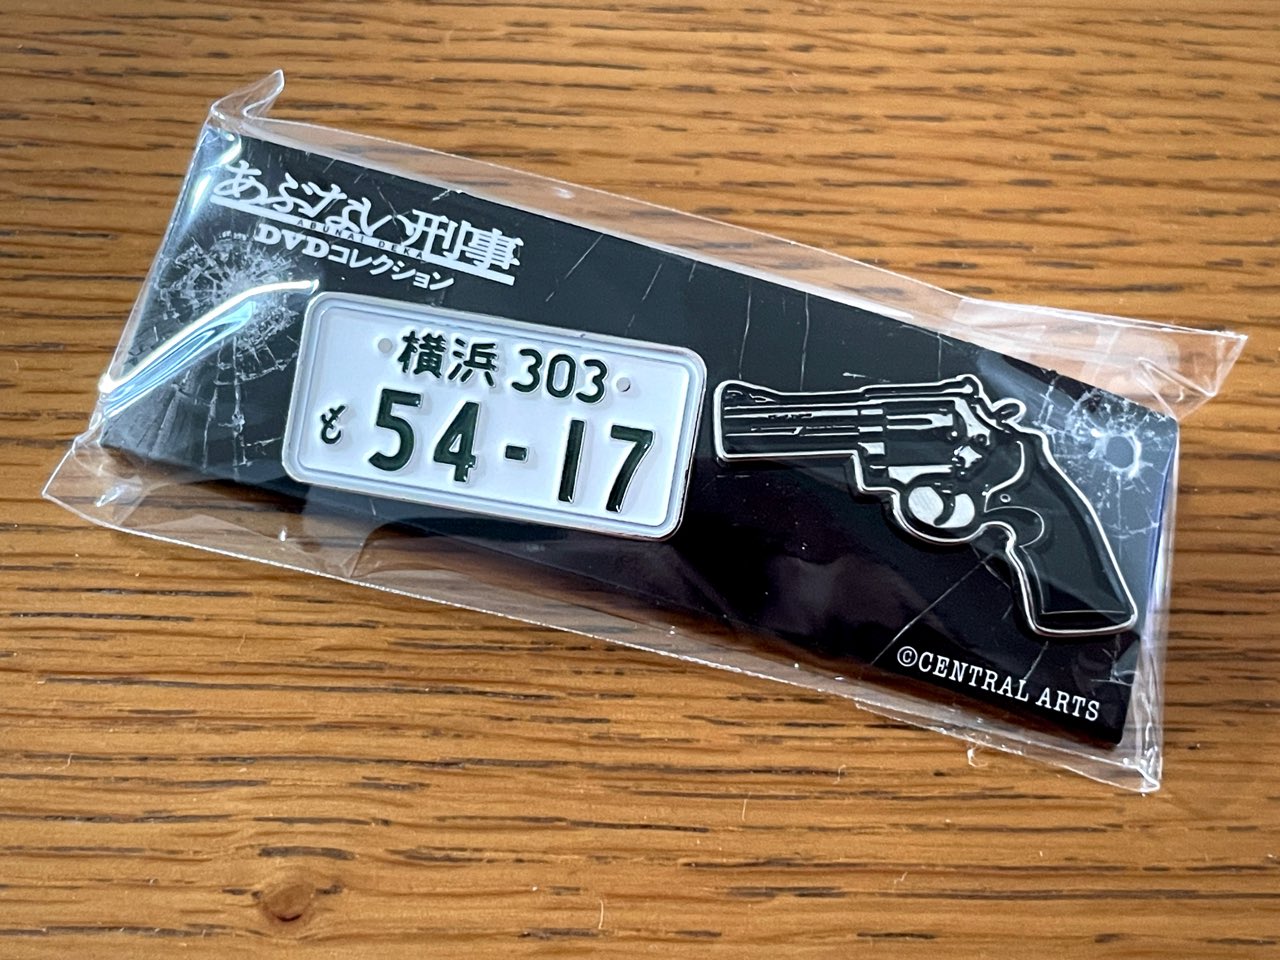 あぶない刑事
ABUNAI DEKA
DVDコレクション
横浜 303
も 54-17
©CENTRAL ARTS